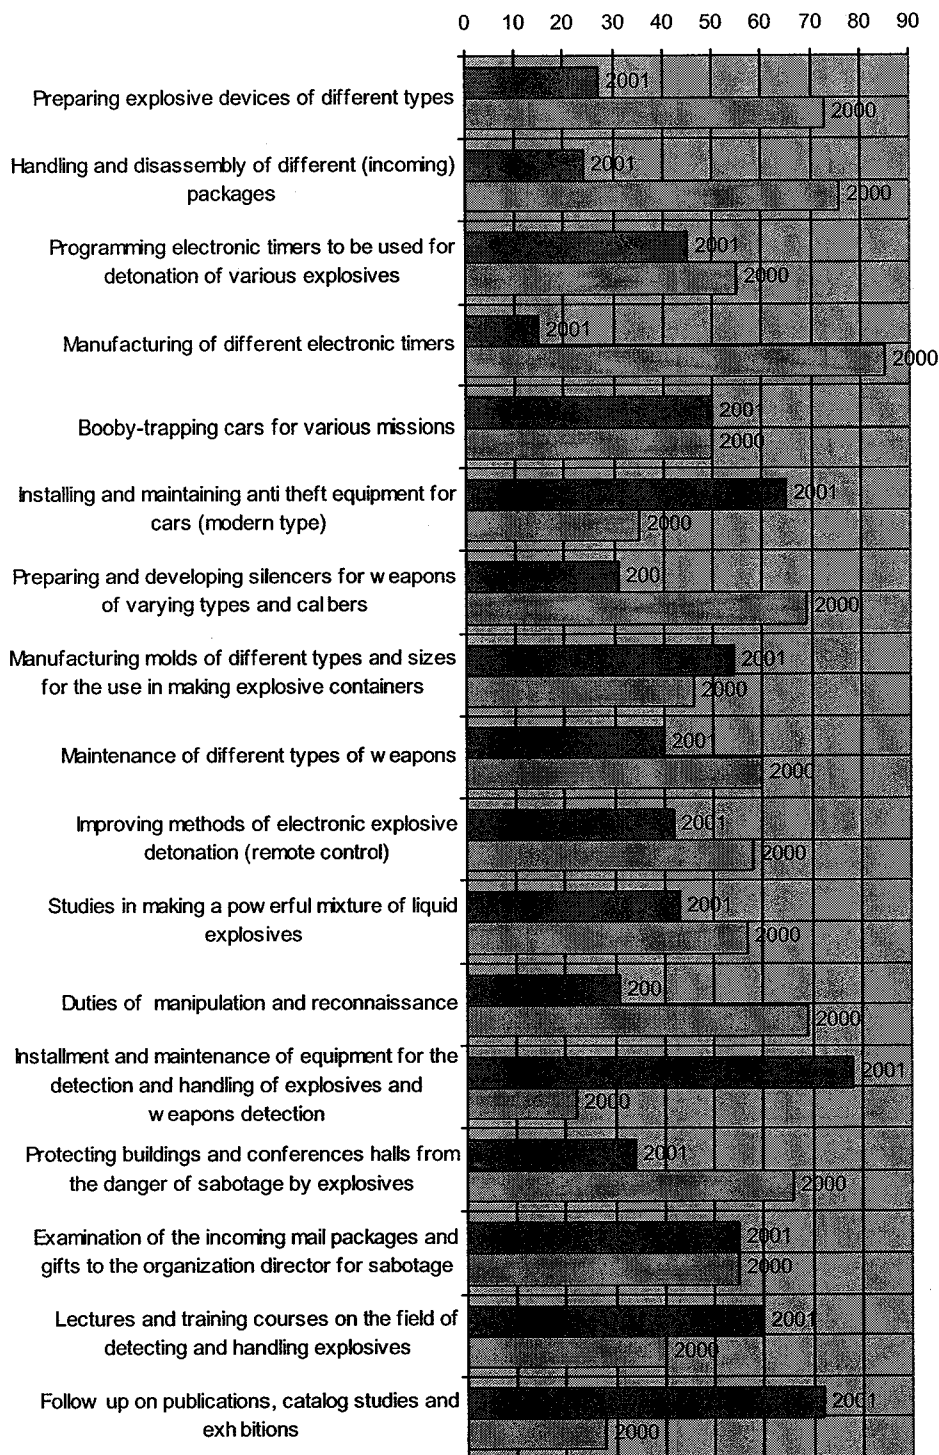 0 10 20 30 40 50 60 70 80 90
2001
Preparing explosive devices of different types
2000
Handling and disassembly of different (incoming)
packages
2001
2000
Programming electronic timers to be used for
detonation of various explosives
2001
2000
2001
Manufacturing of different electronic timers
2000
2001
Booby-trapping cars for various missions
2000
Installing and maintaining anti theft equipment for
cars (modern type)
2001
2000
Preparing and developing silencers for weapons
of varying types and cal bers
200
2000
Manufacturing molds of different types and sizes
for the use in making explosive containers
2001
2000
2001
Maintenance of different types of weapons
2000
Improving methods of electronic explosive
detonation (remote control)
2001
2000
Studies in making a powerful mixture of liquid
explosives
2001
2000
200
Duties of manipulation and reconnaissance
2000
Installment and maintenance of equipment for the
detection and handling of explosives and
weapons detection
2001
2000
Protecting buildings and conferences halls from
the danger of sabotage by explosives
2001
2000
Examination of the incoming mail packages and
gifts to the organization director for sabotage
2001
2000
Lectures and training courses on the field of
detecting and handling explosives
2001
2000
Follow up on publications, catalog studies and
exh bitions
2001
2000